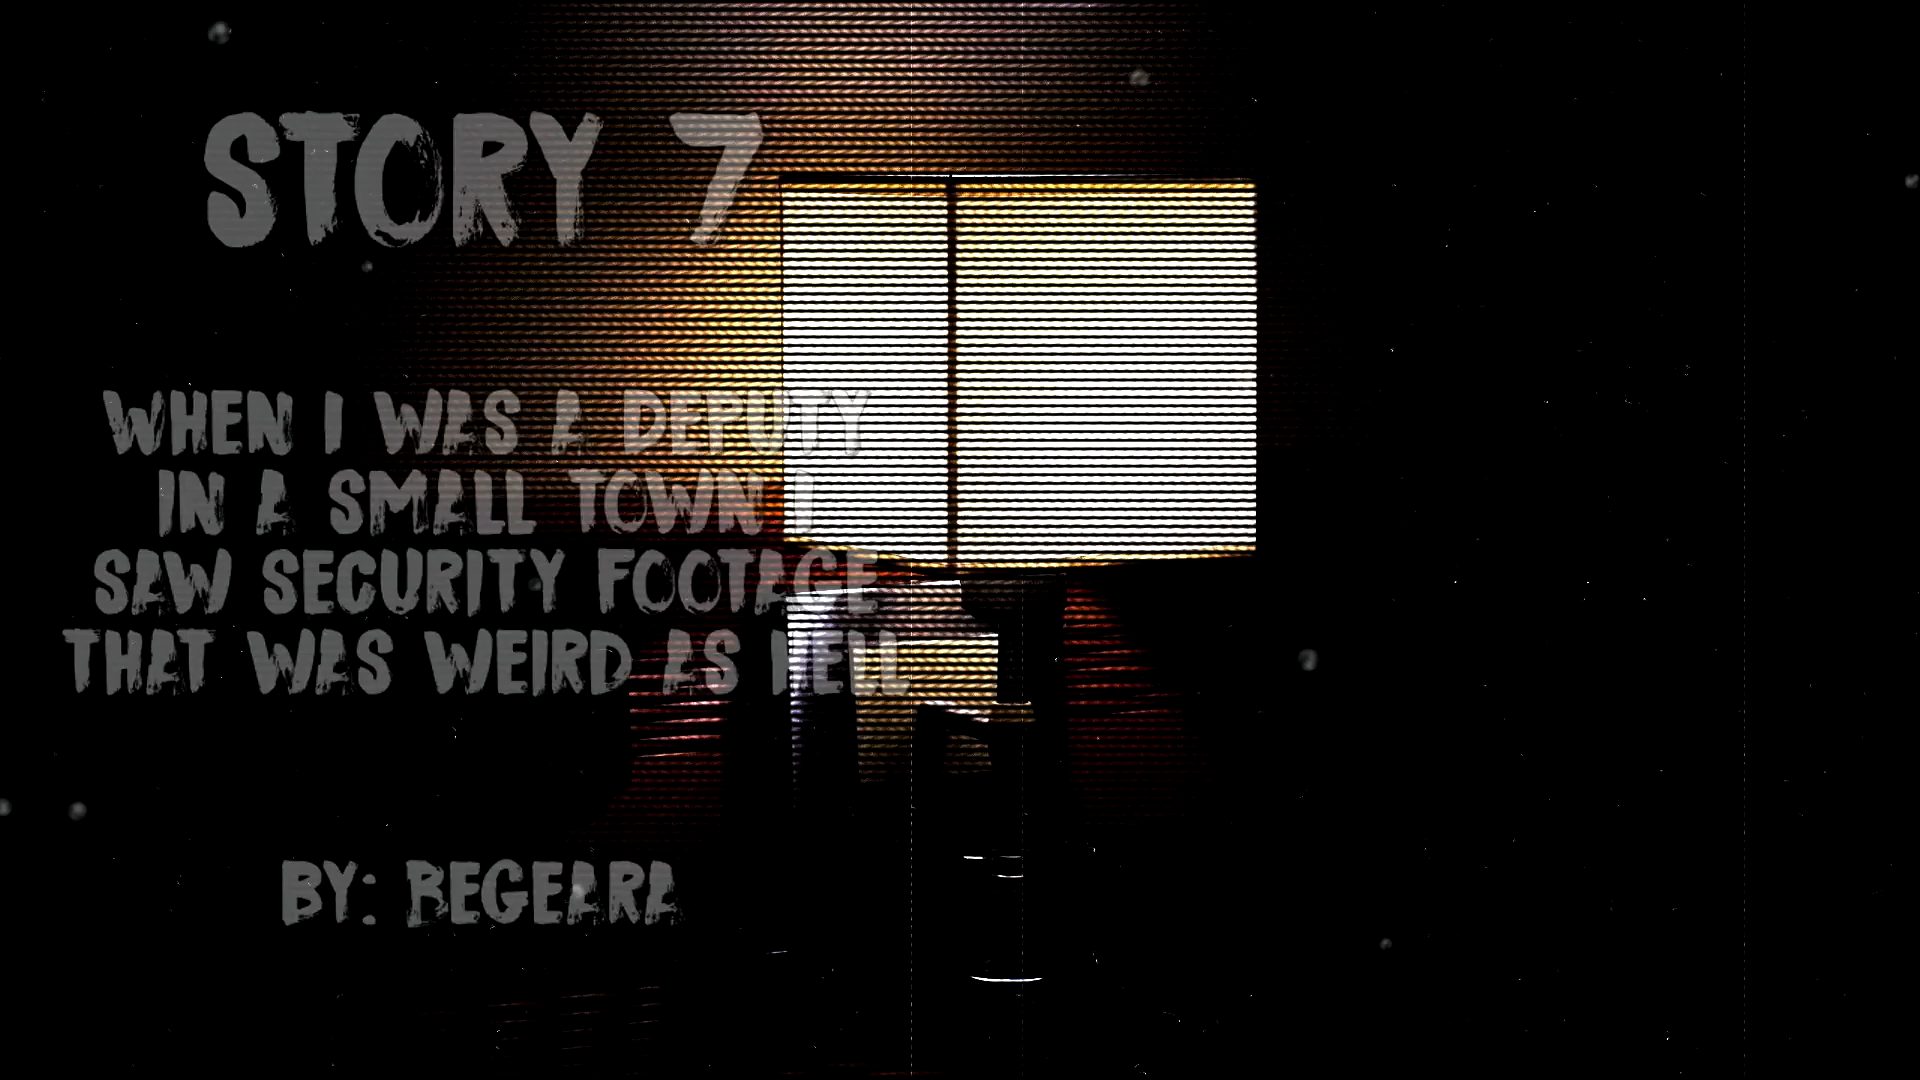 STORY 7
WHEN I WAS A DEPUTY
IN A SMALL TOWN I
SAW SECURITY FOOTAGE
THAT WAS WEIRD AS HELL
BY: BEGEARA